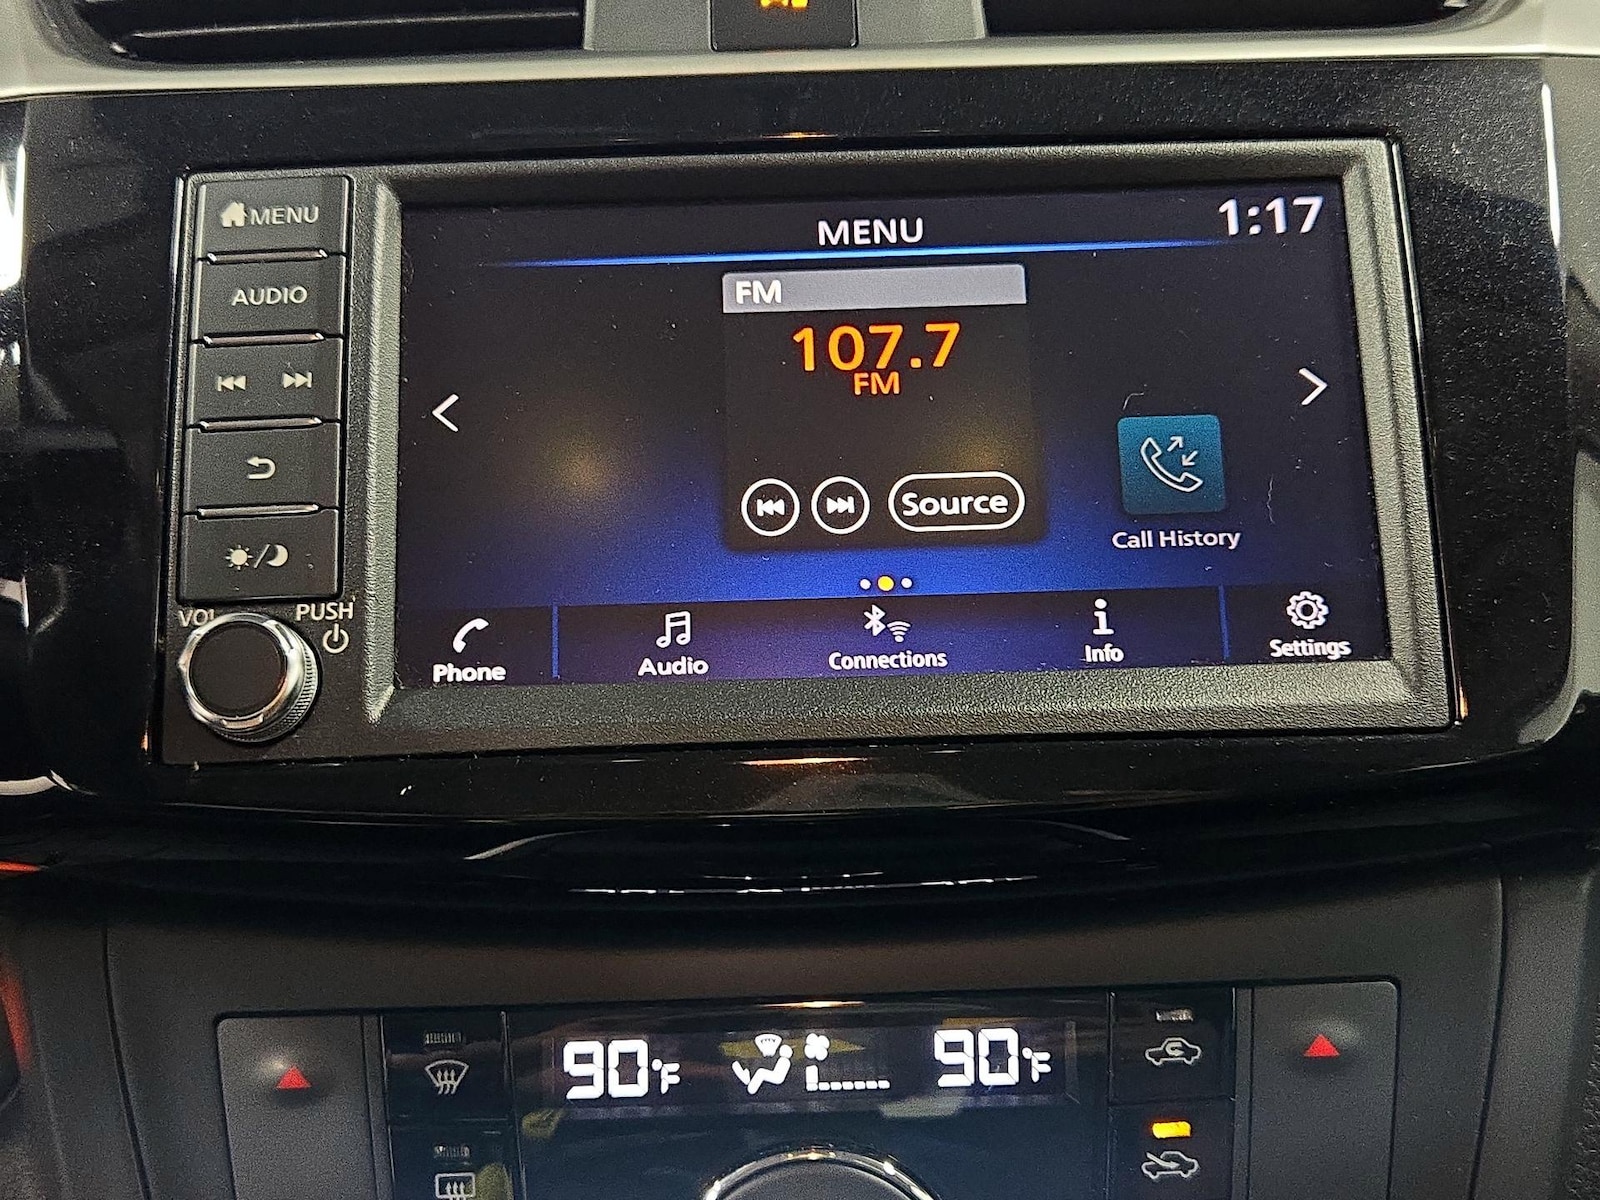 MENU
AUDIO
VOL
PUSH
MENU
1:17
FM
107.7
FM
Source
Call History
Phone
Audio
Connections
Info
Settings
90°F
90°F